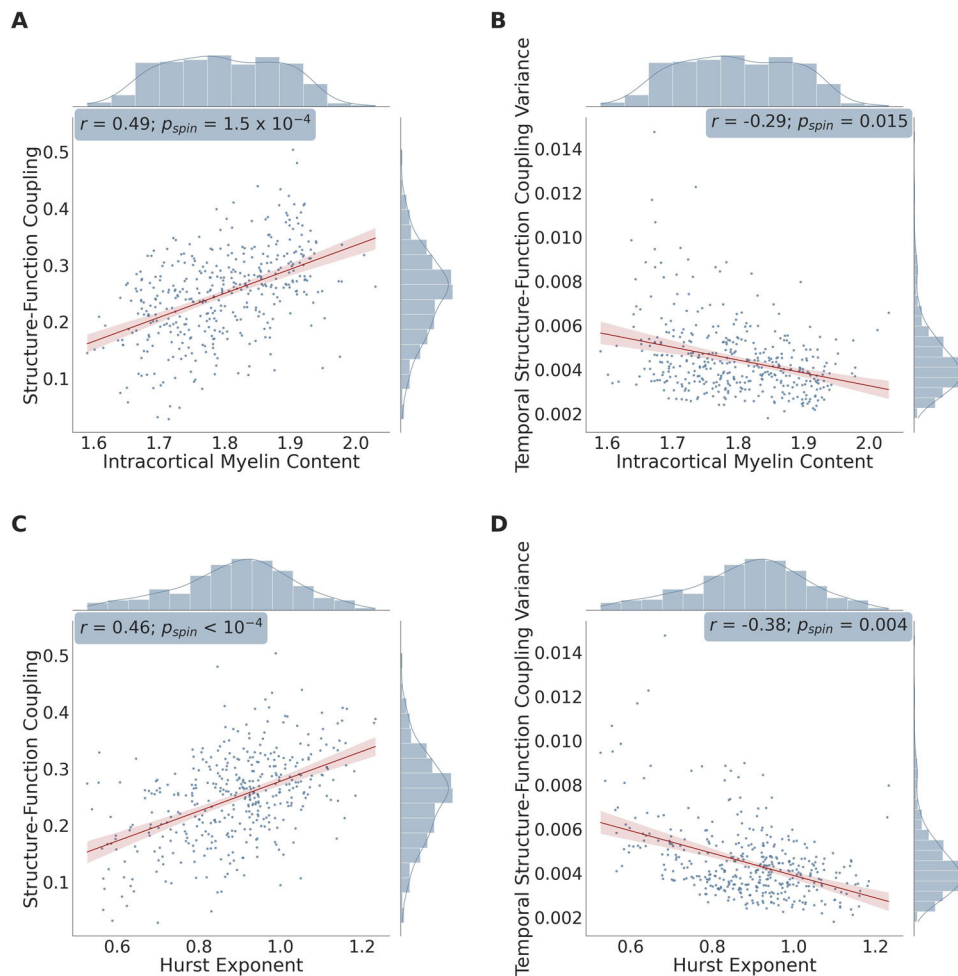 A
r = 0.49; p_spin = 1.5 x 10^-4
Structure-Function Coupling
0.5
0.4
0.3
0.2
0.1
1.6 1.7 1.8 1.9 2.0
Intracortical Myelin Content
B
r = -0.29; p_spin = 0.015
Temporal Structure-Function Coupling Variance
0.014
0.012
0.010
0.008
0.006
0.004
0.002
1.6 1.7 1.8 1.9 2.0
Intracortical Myelin Content
C
r = 0.46; p_spin < 10^-4
Structure-Function Coupling
0.5
0.4
0.3
0.2
0.1
0.6 0.8 1.0 1.2
Hurst Exponent
D
r = -0.38; p_spin = 0.004
Temporal Structure-Function Coupling Variance
0.014
0.012
0.010
0.008
0.006
0.004
0.002
0.6 0.8 1.0 1.2
Hurst Exponent